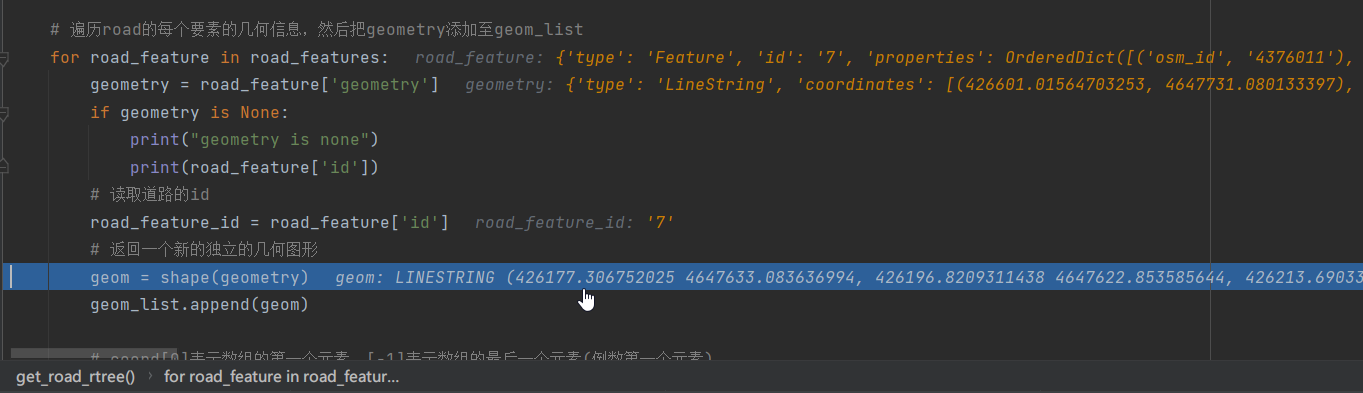 # 遍历road的每个要素的几何信息，然后把geometry添加至geom_list
for road_feature in road_features:   road_feature: {'type': 'Feature', 'id': '7', 'properties': OrderedDict([('osm_id', '4376011'),
geometry = road_feature['geometry']   geometry: {'type': 'LineString', 'coordinates': [(426601.01564703253, 4647731.080133397),
if geometry is None:
print("geometry is none")
print(road_feature['id'])
# 读取道路的id
road_feature_id = road_feature['id']   road_feature_id: '7'
# 返回一个新的独立的几何图形
geom = shape(geometry)   geom: LINESTRING (426177.306752025 4647633.083636994, 426196.8209311438 4647622.853585644, 426213.69033
geom_list.append(geom)
# coord[0]表示数组的第一个元素，[-1]表示数组的最后一个元素(倒数第一个元素)
get_road_rtree() › for road_feature in road_featur...